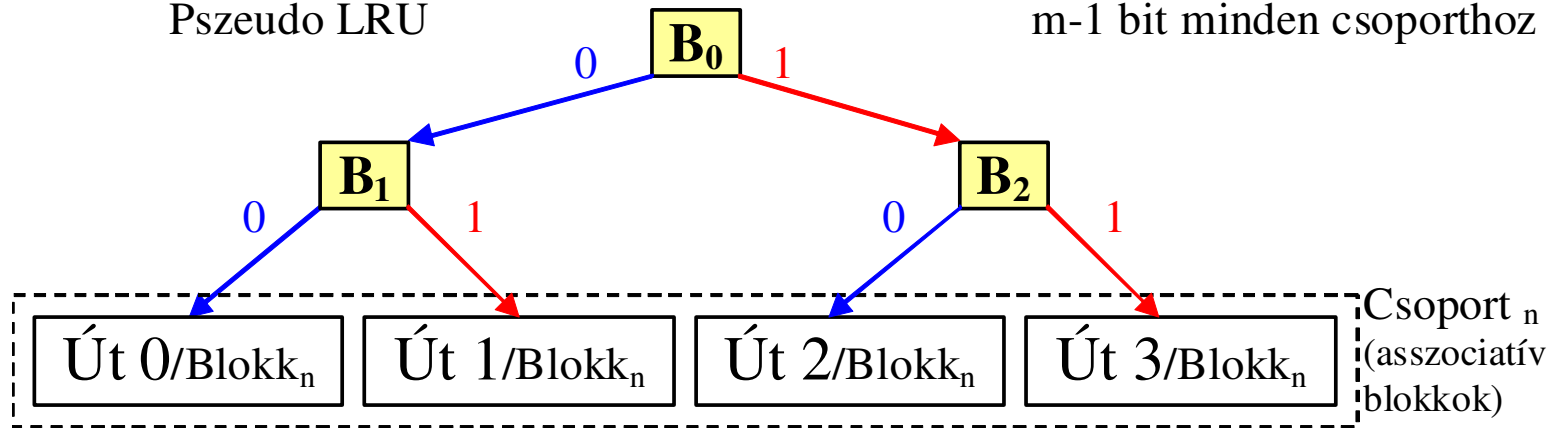 Pszeudo LRU
m-1 bit minden csoporthoz
B₀
0
1
B₁
B₂
0
1
0
1
Út 0/Blokkₙ
Út 1/Blokkₙ
Út 2/Blokkₙ
Út 3/Blokkₙ
Csoport ₙ
(asszociatív
blokkok)